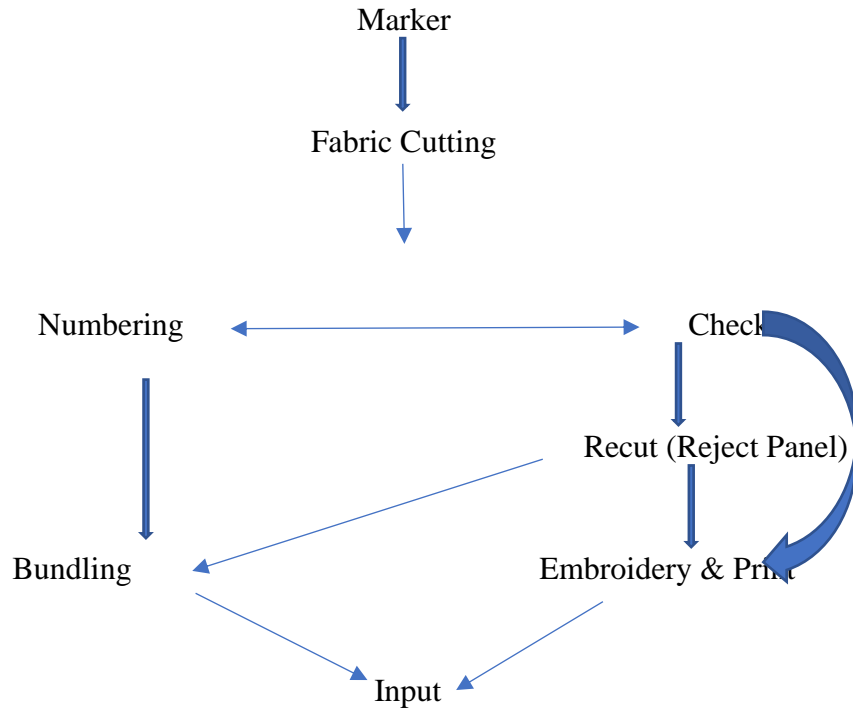 Marker
Fabric Cutting
Numbering
Check
Recut (Reject Panel)
Bundling
Embroidery & Print
Input